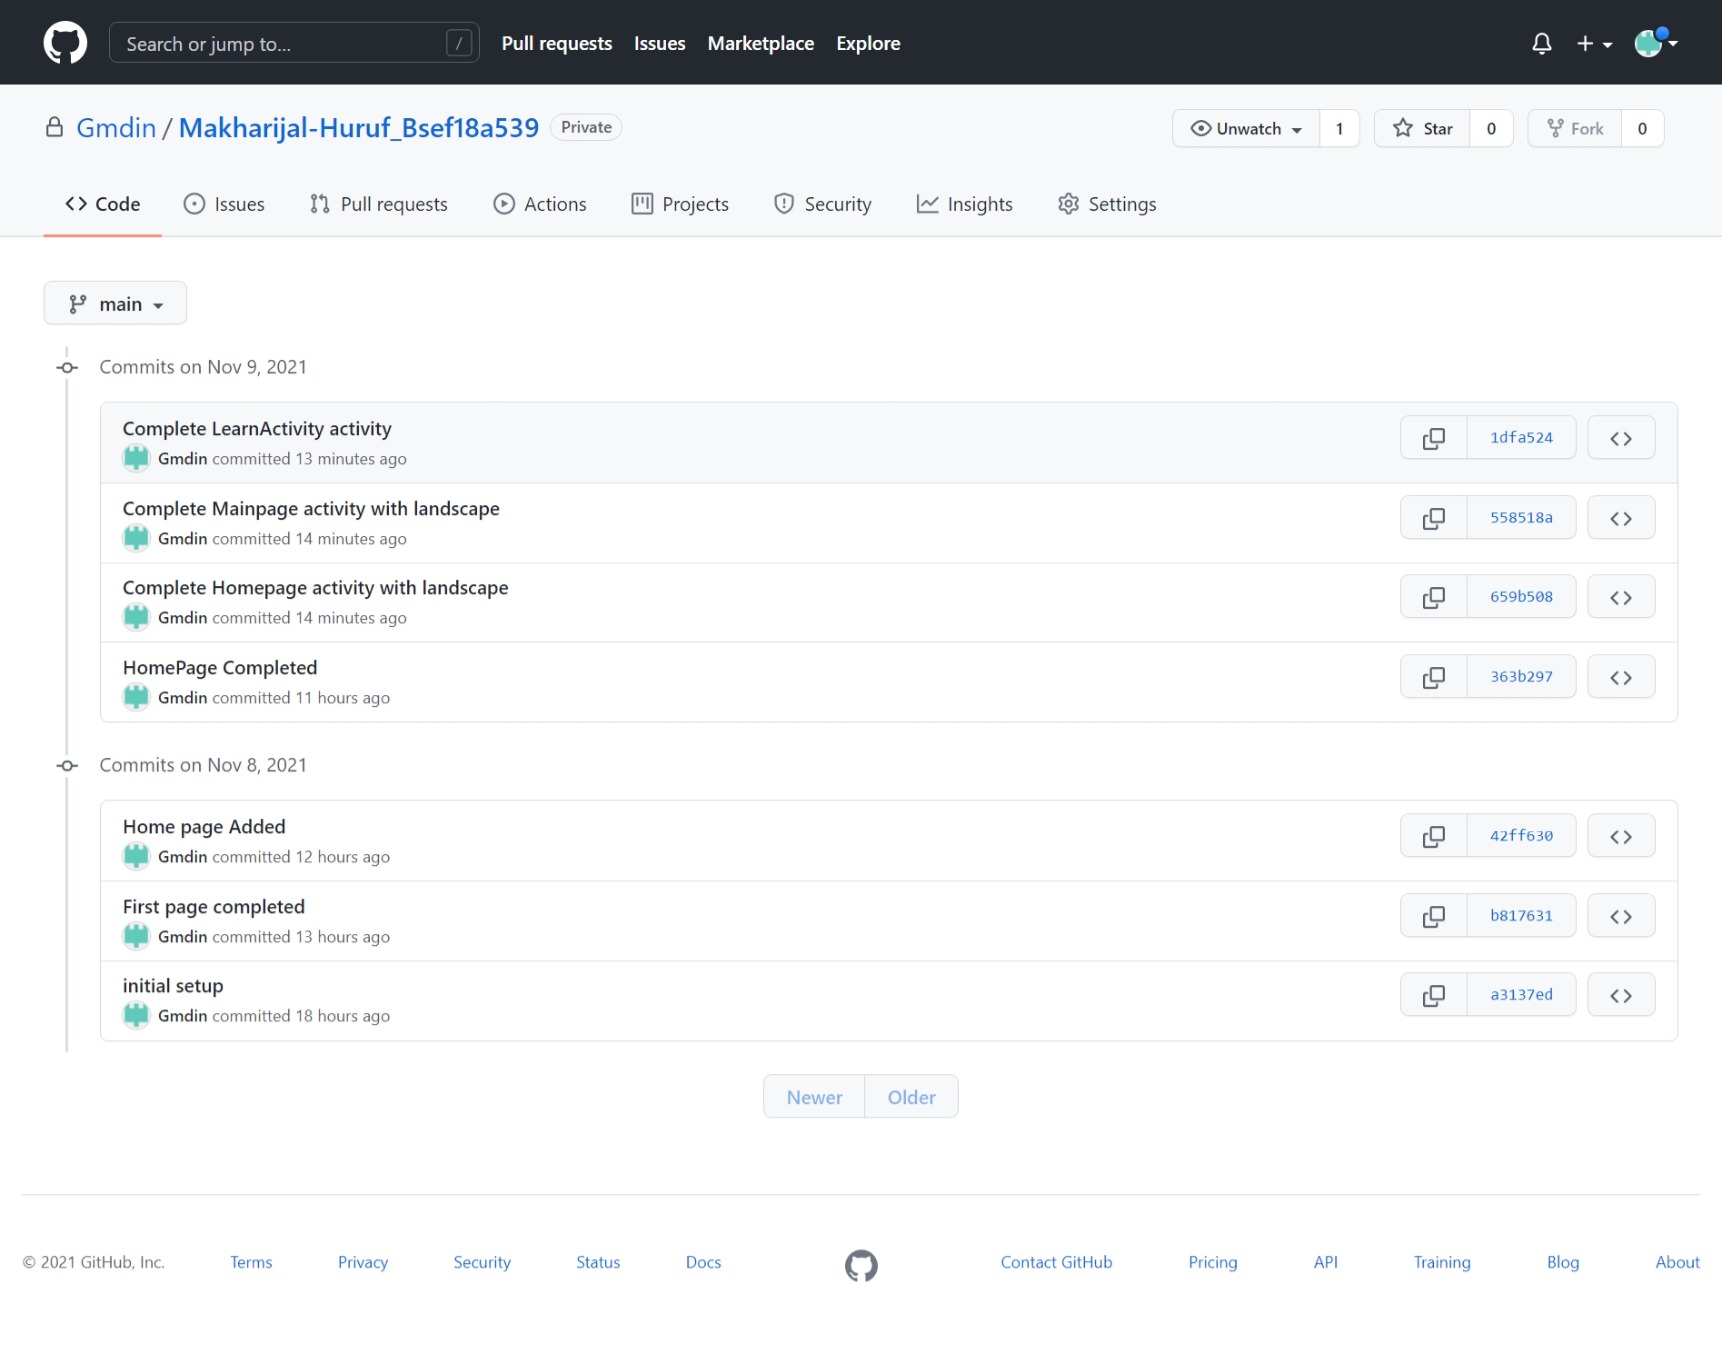 Search or jump to... /
Pull requests
Issues
Marketplace
Explore
Gmdin / Makharijal-Huruf_Bsef18a539 Private
Unwatch 1
Star 0
Fork 0
Code
Issues
Pull requests
Actions
Projects
Security
Insights
Settings
main
Commits on Nov 9, 2021
Complete LearnActivity activity
Gmdin committed 13 minutes ago
1dfa524
Complete Mainpage activity with landscape
Gmdin committed 14 minutes ago
558518a
Complete Homepage activity with landscape
Gmdin committed 14 minutes ago
659b508
HomePage Completed
Gmdin committed 11 hours ago
363b297
Commits on Nov 8, 2021
Home page Added
Gmdin committed 12 hours ago
42ff630
First page completed
Gmdin committed 13 hours ago
b817631
initial setup
Gmdin committed 18 hours ago
a3137ed
Newer
Older
© 2021 GitHub, Inc.
Terms
Privacy
Security
Status
Docs
Contact GitHub
Pricing
API
Training
Blog
About